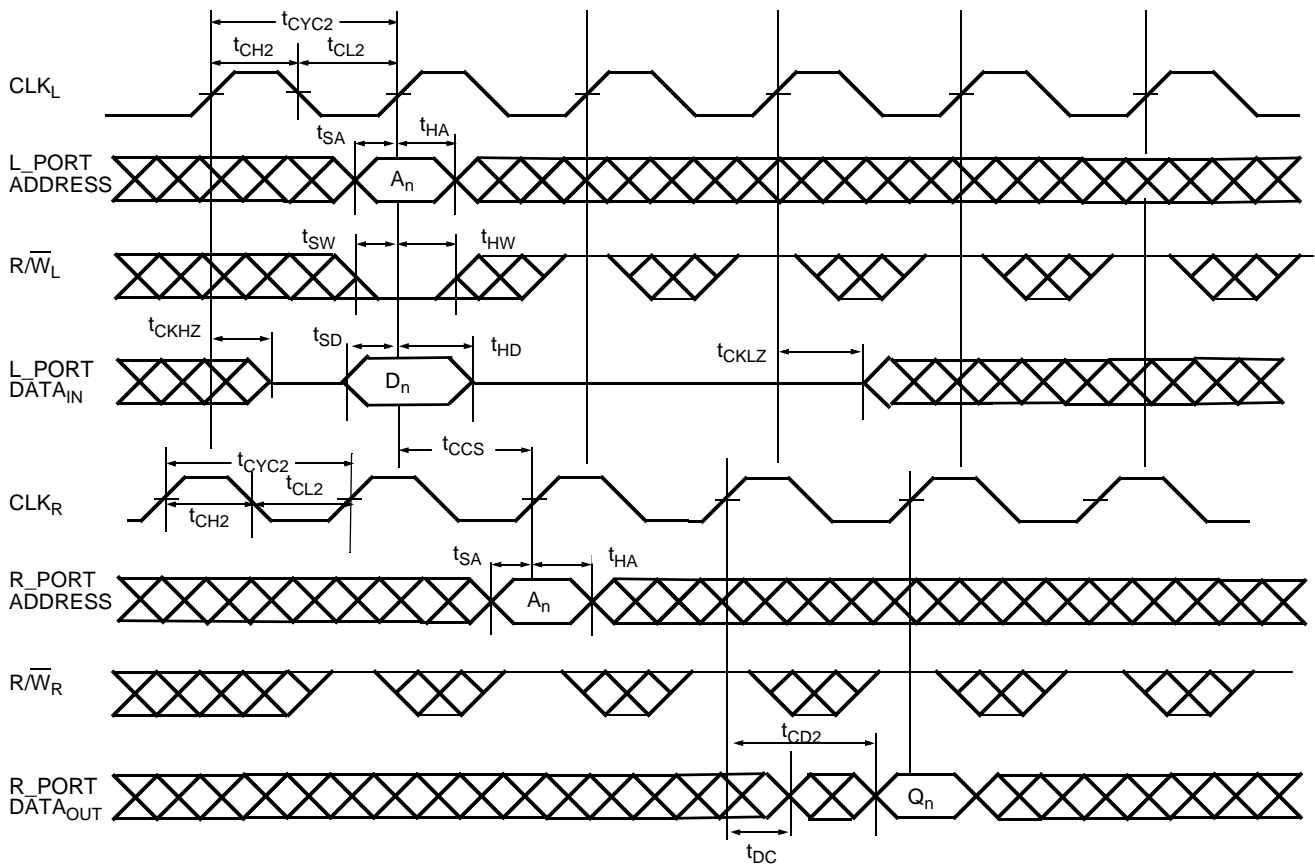 tCYC2
tCH2 tCL2
CLKL
tSA tHA
L_PORT
ADDRESS
An
tSW tHW
R/W̅L
tCKHZ tSD tHD tCKLZ
L_PORT
DATAIN
Dn
tCCS
tCYC2
tCL2
CLKR
tCH2
tSA tHA
R_PORT
ADDRESS
An
R/W̅R
tCD2
R_PORT
DATAOUT
Qn
tDC